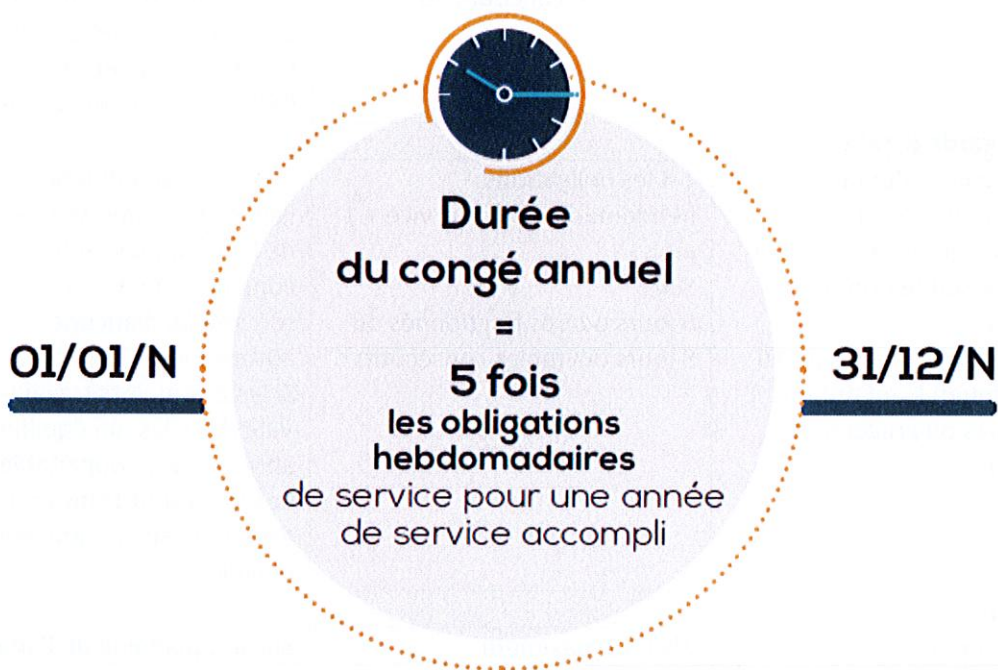 Durée
du congé annuel
=
01/01/N
31/12/N
5 fois
les obligations
hebdomadaires
de service pour une année
de service accompli